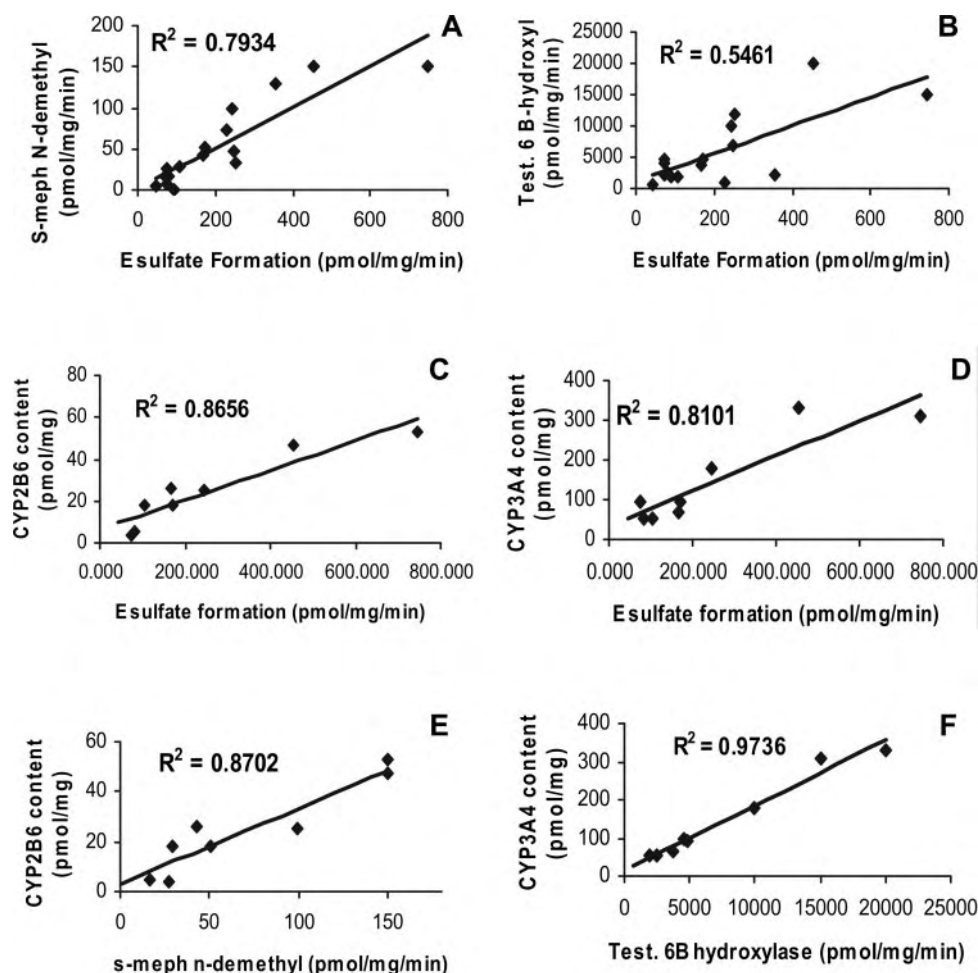 A
R² = 0.7934
S-meph N-demethyl
(pmol/mg/min)
200
150
100
50
0
0 200 400 600 800
Esulfate Formation (pmol/mg/min)
B
R² = 0.5461
Test. 6 B-hydroxyl
(pmol/mg/min)
25000
20000
15000
10000
5000
0
0 200 400 600 800
Esulfate Formation (pmol/mg/min)
C
R² = 0.8656
CYP2B6 content
(pmol/mg)
80
60
40
20
0
0.000 200.000 400.000 600.000 800.000
Esulfate formation (pmol/mg/min)
D
R² = 0.8101
CYP3A4 content
(pmol/mg)
400
300
200
100
0
0.000 200.000 400.000 600.000 800.000
Esulfate formation (pmol/mg/min)
E
R² = 0.8702
CYP2B6 content
(pmol/mg)
60
40
20
0
0 50 100 150
s-meph n-demethyl (pmol/mg/min)
F
R² = 0.9736
CYP3A4 content
(pmol/mg)
400
300
200
100
0
0 5000 10000 15000 20000 25000
Test. 6B hydroxylase (pmol/mg/min)